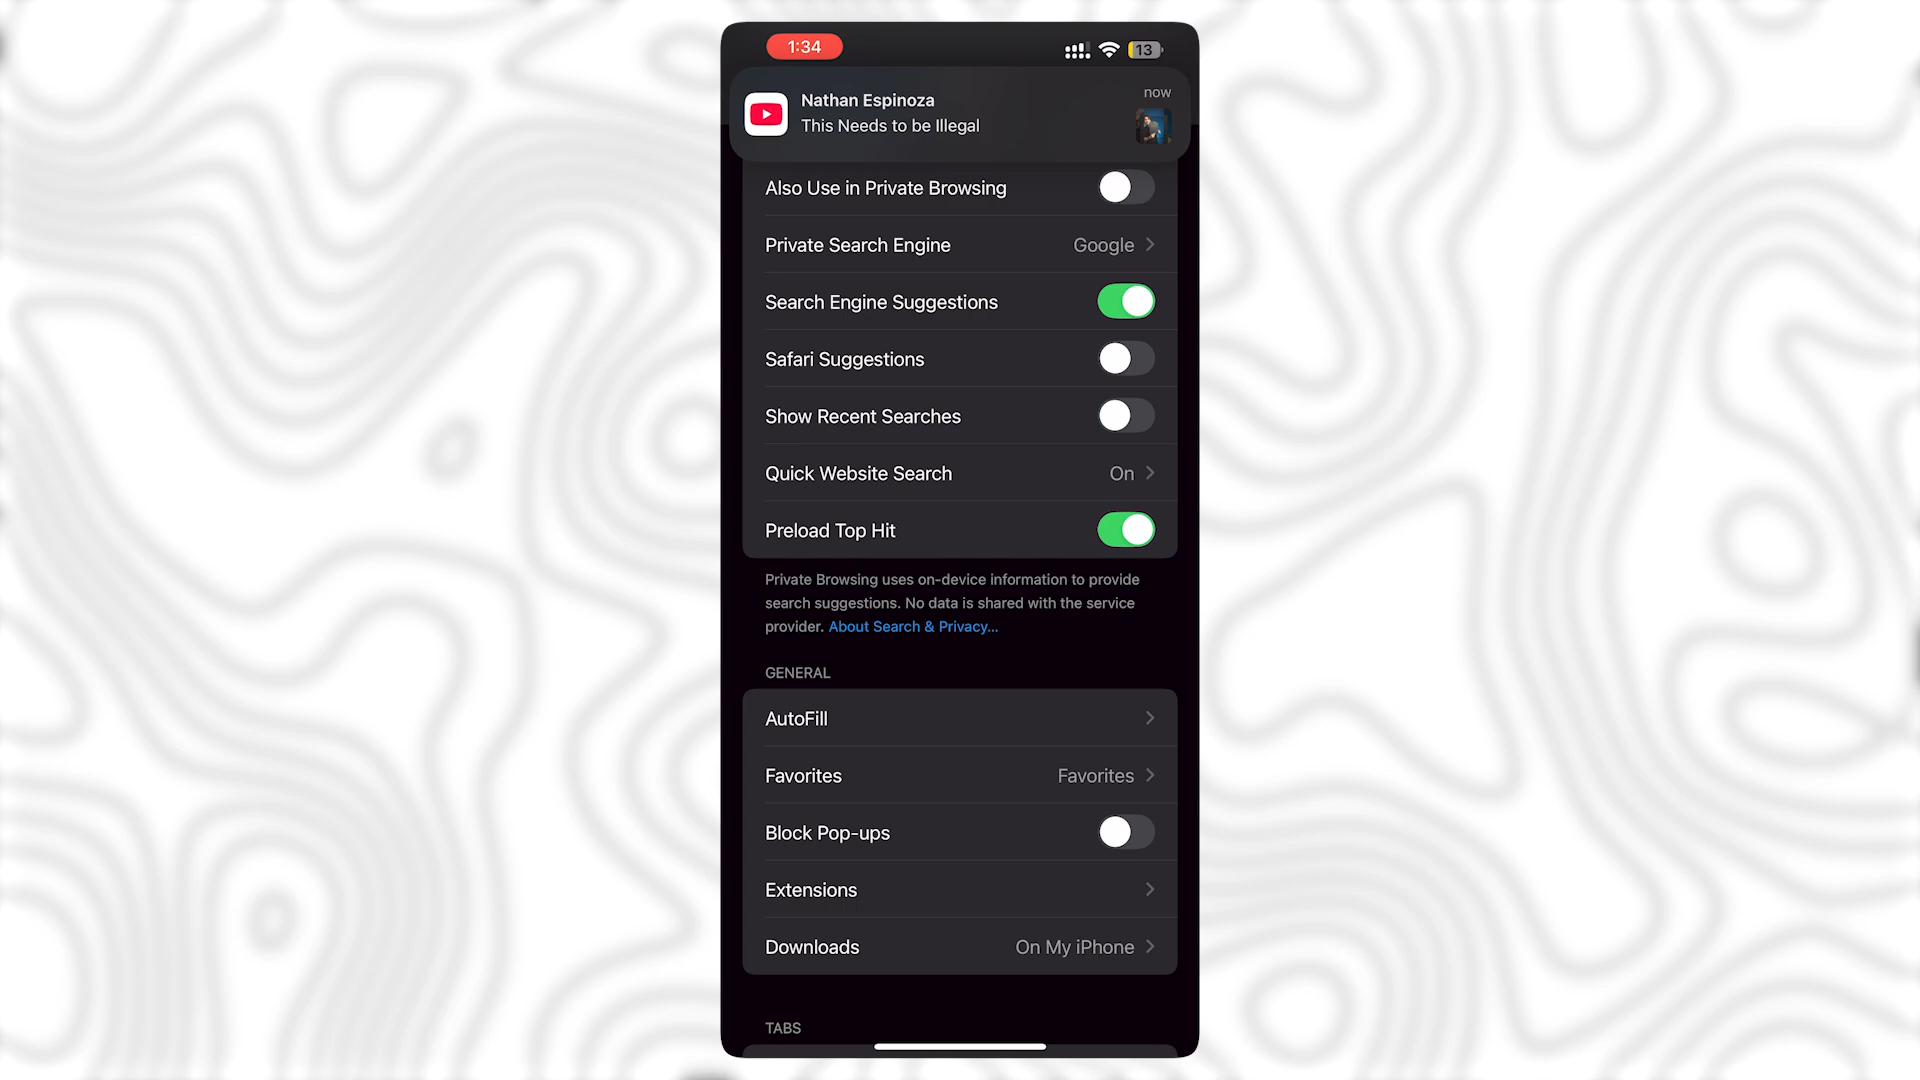 1:34
13
Nathan Espinoza
now
This Needs to be Illegal
Also Use in Private Browsing
Private Search Engine Google
Search Engine Suggestions
Safari Suggestions
Show Recent Searches
Quick Website Search On
Preload Top Hit
Private Browsing uses on-device information to provide
search suggestions. No data is shared with the service
provider. About Search & Privacy...
GENERAL
AutoFill
Favorites Favorites
Block Pop-ups
Extensions
Downloads On My iPhone
TABS